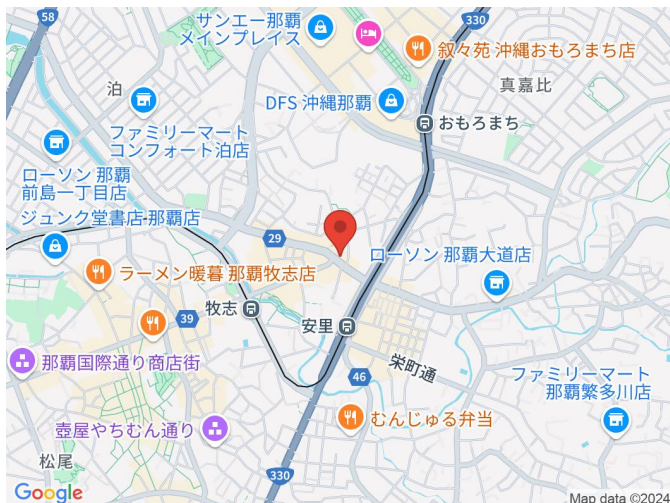 58
サンエー那覇
メインプレイス
330
叙々苑 沖縄おもろまち店
真嘉比
泊
DFS 沖縄那覇
おもろまち
ファミリーマート
コンフォート泊店
ローソン 那覇
前島一丁目店
ジュンク堂書店 那覇店
29
ローソン 那覇大道店
ラーメン暖暮 那覇牧志店
牧志
39
安里
那覇国際通り商店街
栄町通
46
ファミリーマート
那覇繁多川店
むんじゅる弁当
壺屋やちむん通り
松尾
330
Google
Map data ©2024